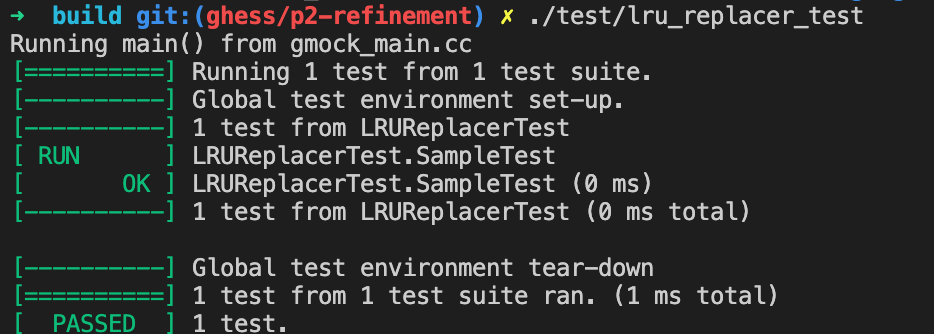 ➜  build git:(ghess/p2-refinement) ✗ ./test/lru_replacer_test
Running main() from gmock_main.cc
[==========] Running 1 test from 1 test suite.
[----------] Global test environment set-up.
[----------] 1 test from LRUReplacerTest
[ RUN      ] LRUReplacerTest.SampleTest
[       OK ] LRUReplacerTest.SampleTest (0 ms)
[----------] 1 test from LRUReplacerTest (0 ms total)

[----------] Global test environment tear-down
[==========] 1 test from 1 test suite ran. (1 ms total)
[  PASSED  ] 1 test.